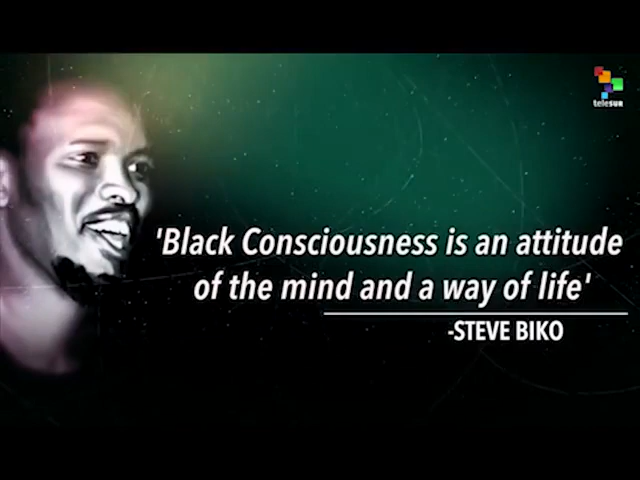 teleSUR
'Black Consciousness is an attitude
of the mind and a way of life'
-STEVE BIKO